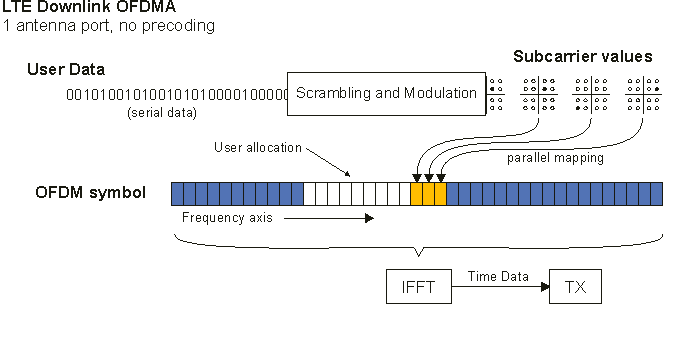 LTE Downlink OFDMA
1 antenna port, no precoding
Subcarrier values
User Data
001010010100101010000100000
Scrambling and Modulation
(serial data)
User allocation
parallel mapping
OFDM symbol
Frequency axis
IFFT
Time Data
TX